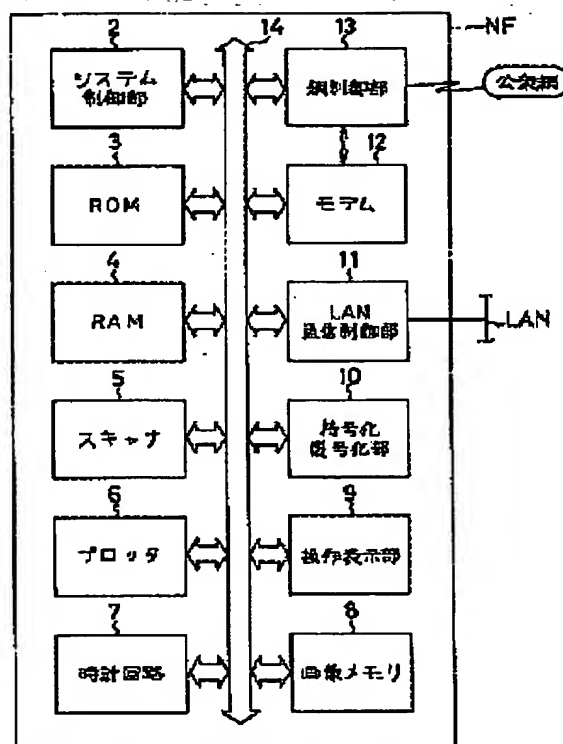 2
システム
制御部
14
13
網制御部
NF
公衆網
3
ROM
12
モデム
4
RAM
11
LAN
通信制御部
LAN
5
スキャナ
10
符号化
復号化部
6
プロッタ
9
操作表示部
7
時計回路
8
画像メモリ